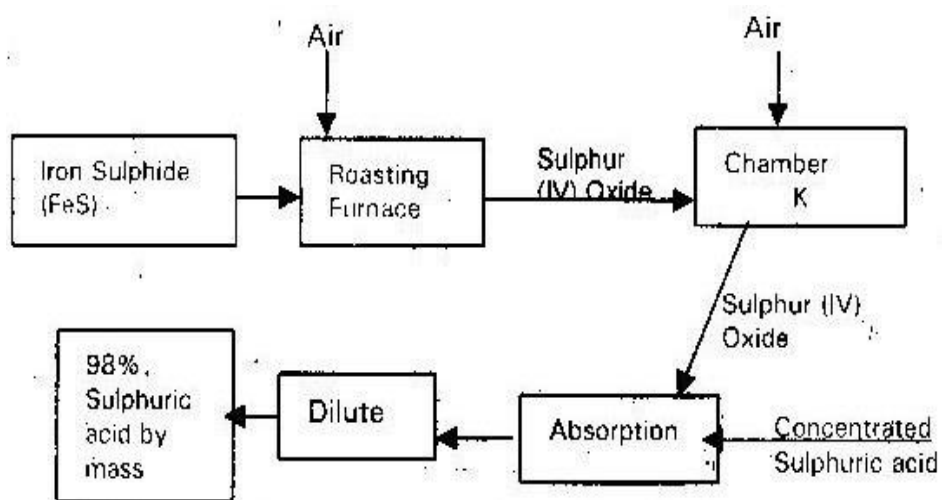 Air
Air
Iron Sulphide
(FeS)
Roasting
Furnace
Sulphur
(IV) Oxide
Chamber
K
Sulphur (IV)
Oxide
98%,
Sulphuric
acid by
mass
Dilute
Absorption
Concentrated
Sulphuric acid